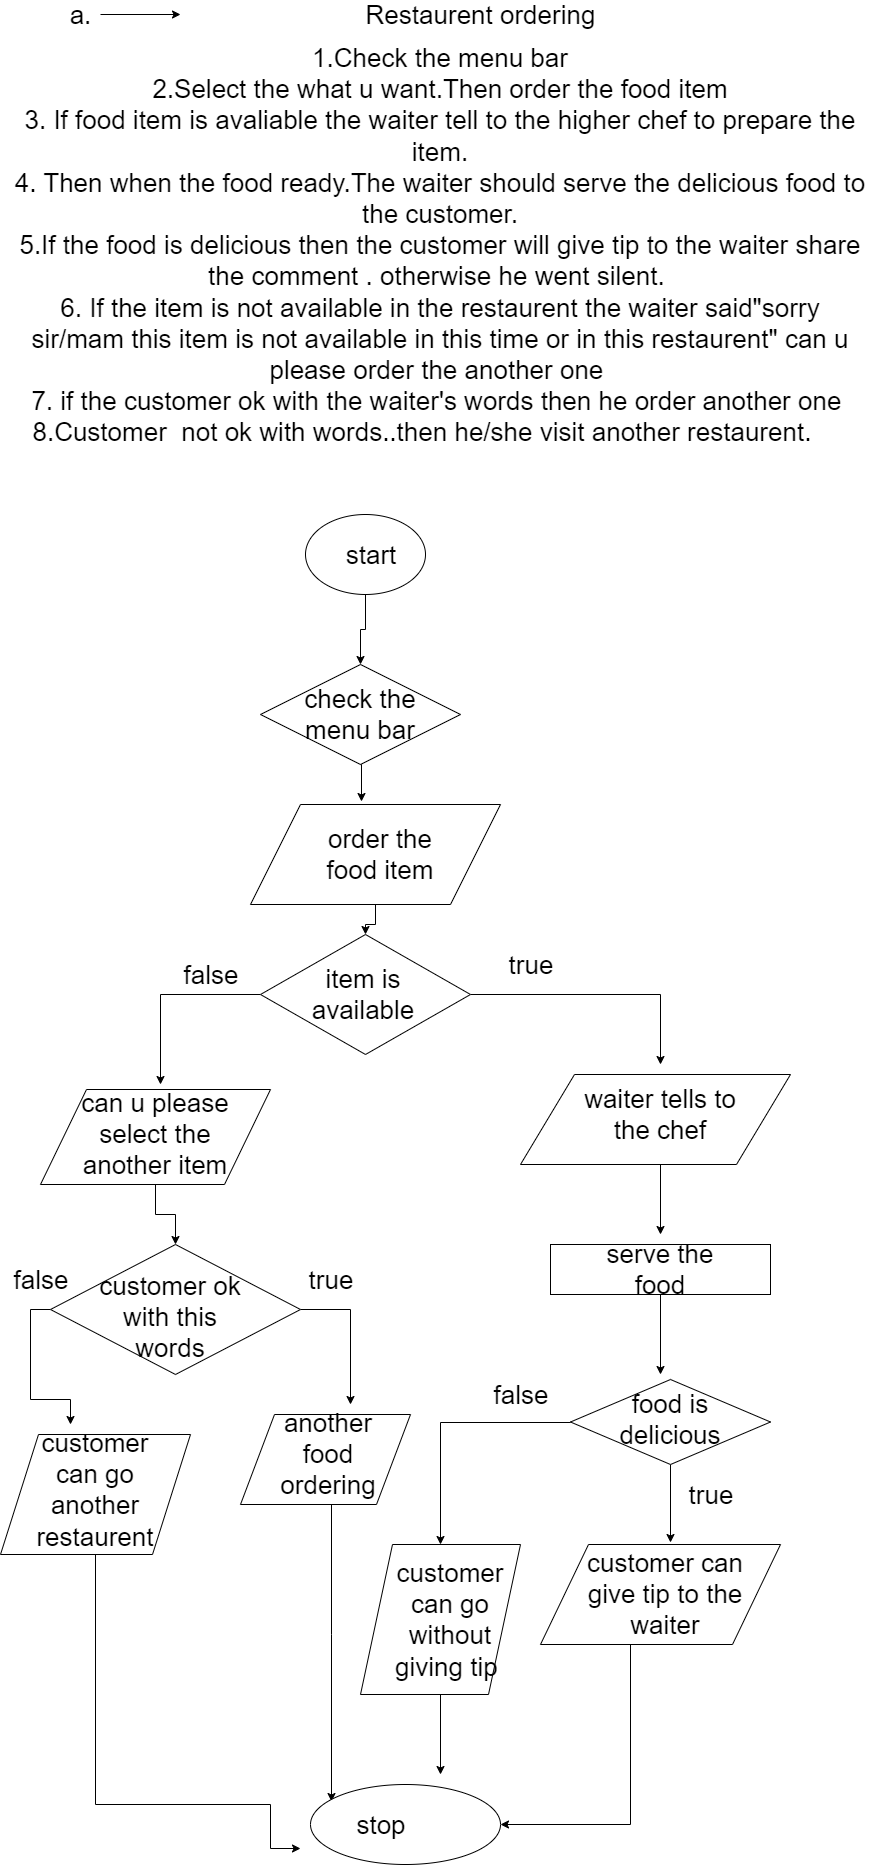 a. Restaurent ordering
1.Check the menu bar
2.Select the what u want.Then order the food item
3. If food item is avaliable the waiter tell to the higher chef to prepare the
item.
4. Then when the food ready.The waiter should serve the delicious food to
the customer.
5.If the food is delicious then the customer will give tip to the waiter share
the comment . otherwise he went silent.
6. If the item is not available in the restaurent the waiter said"sorry
sir/mam this item is not available in this time or in this restaurent" can u
please order the another one
7. if the customer ok with the waiter's words then he order another one
8.Customer  not ok with words..then he/she visit another restaurent.
start
check the
menu bar
order the
food item
false
item is
available
true
can u please
select the
another item
waiter tells to
the chef
false
customer ok
with this
words
true
serve the
food
customer
can go
another
restaurent
another
food
ordering
false
food is
delicious
true
customer
can go
without
giving tip
customer can
give tip to the
waiter
stop